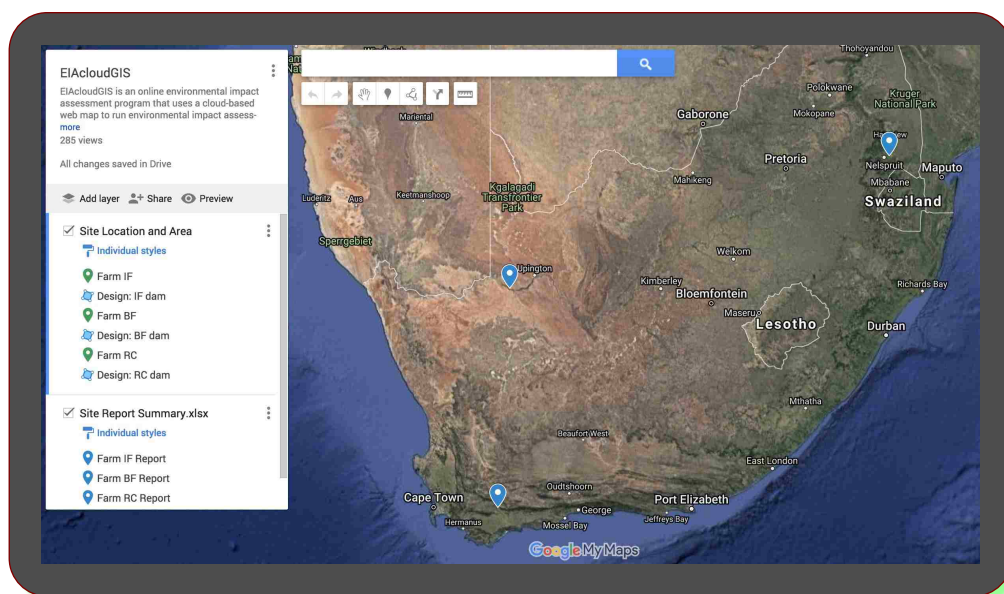 EIAcloudGIS
EIAcloudGIS is an online environmental impact
assessment program that uses a cloud-based
web map to run environmental impact assess-
more
285 views
All changes saved in Drive
Add layer Share Preview
Site Location and Area
Individual styles
Farm IF
Design: IF dam
Farm BF
Design: BF dam
Farm RC
Design: RC dam
Site Report Summary.xlsx
Individual styles
Farm IF Report
Farm BF Report
Farm RC Report
Thohoyandou
Polokwane
Kruger
National Park
Mokopane
Mariental
Gaborone
Pretoria
Nelspruit
Maputo
Mahikeng
Mbabane
Swaziland
Kgalagadi
Transfrontier
Park
Luderitz
Aus
Keetmanshoop
Sperrgebiet
Welkom
Upington
Kimberley
Bloemfontein
Richards Bay
Maseru
Lesotho
Durban
Mthatha
Beaufort West
East London
Cape Town
Oudtshoorn
Port Elizabeth
George
Hermanus
Mossel Bay
Jeffreys Bay
Google My Maps